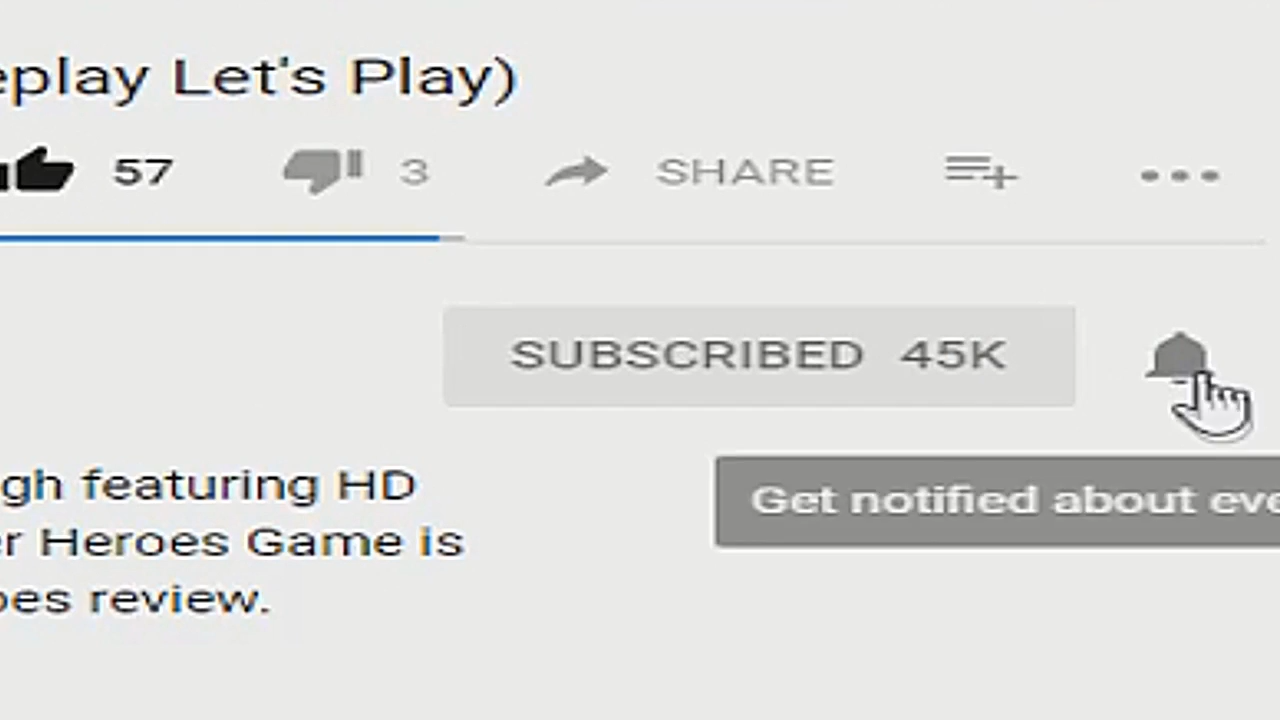 eplay Let's Play)
57 3 SHARE
SUBSCRIBED 45K
gh featuring HD
er Heroes Game is
oes review.
Get notified about eve